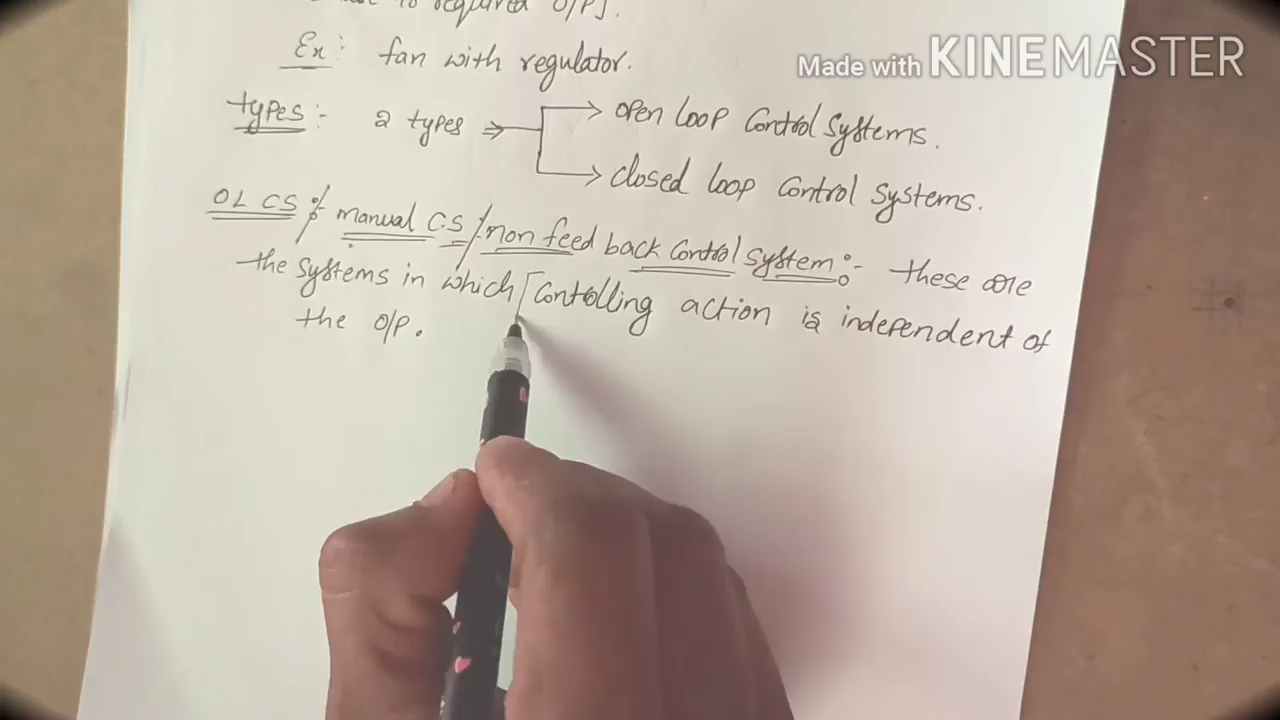 to required O/P].
Made with KINEMASTER
Ex: fan with regulator.
types:- 2 types ⇒ → open loop Control Systems.
→ closed loop Control Systems.
OL CS / manual C.S / non feed back Control system:- these are
the systems in which [Controlling action is independent of
the O/P.